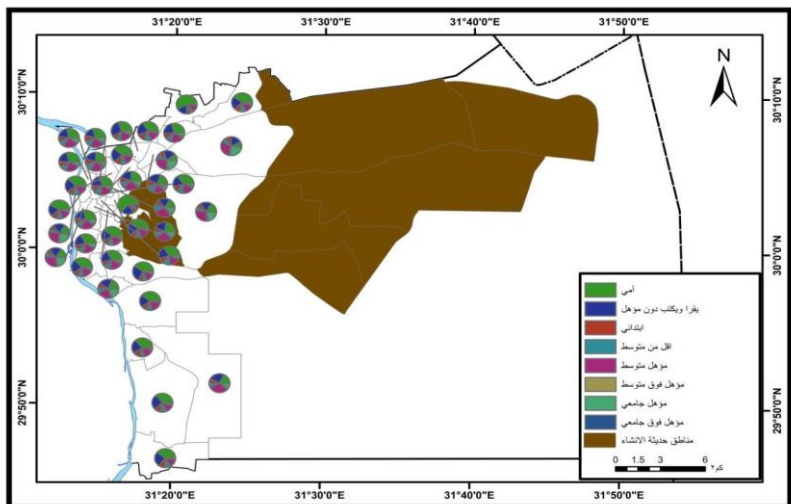 31°20'0"E 31°30'0"E 31°40'0"E 31°50'0"E
N
30°10'0"N 30°10'0"N
30°0'0"N 30°0'0"N
29°50'0"N 29°50'0"N
أمي
يقرا ويكتب دون مؤهل
ابتدائي
اقل من متوسط
مؤهل متوسط
مؤهل فوق متوسط
مؤهل جامعي
مؤهل فوق جامعي
مناطق حديثة الانشاء
0 1.5 3 6
كم٢
31°20'0"E 31°30'0"E 31°40'0"E 31°50'0"E